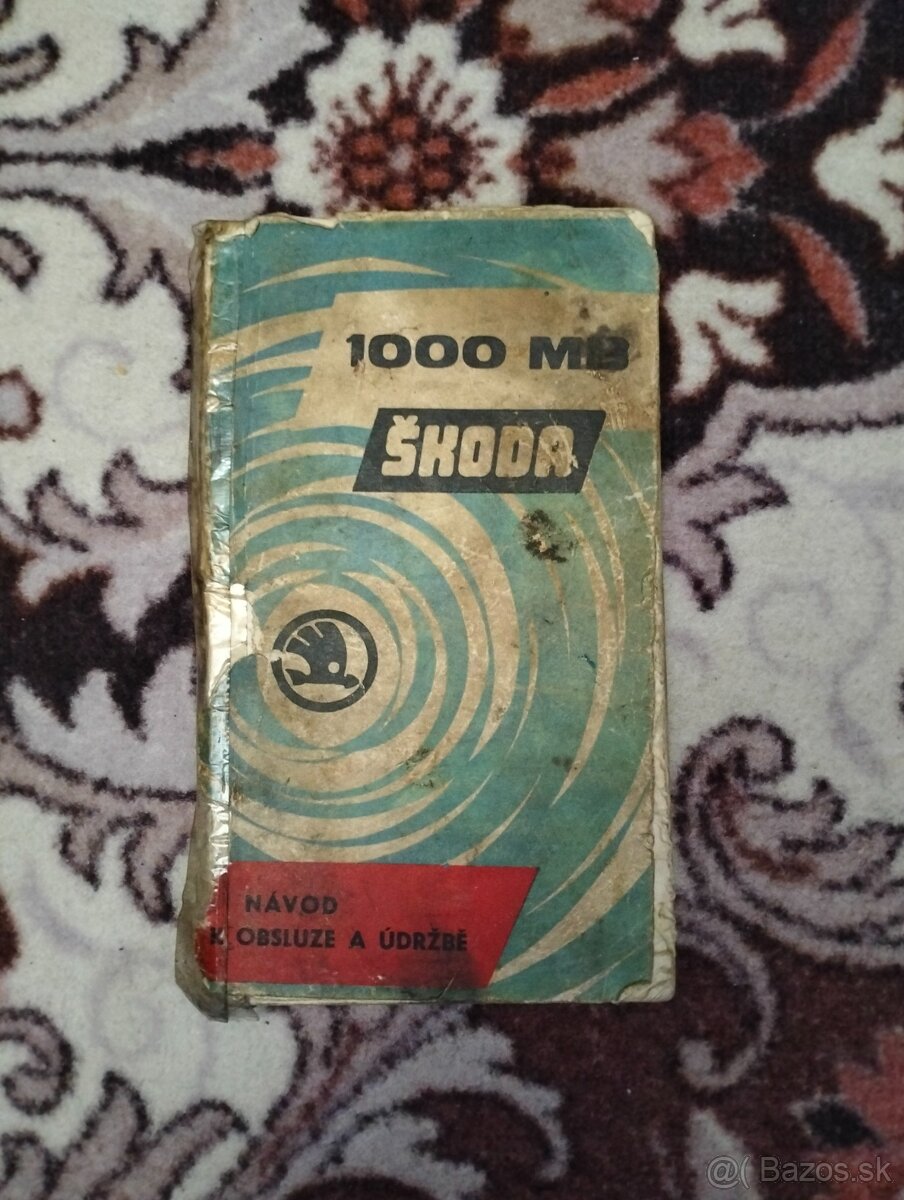 1000 MB
ŠKODA
NÁVOD
K OBSLUZE A ÚDRŽBĚ
@( Bazos.sk